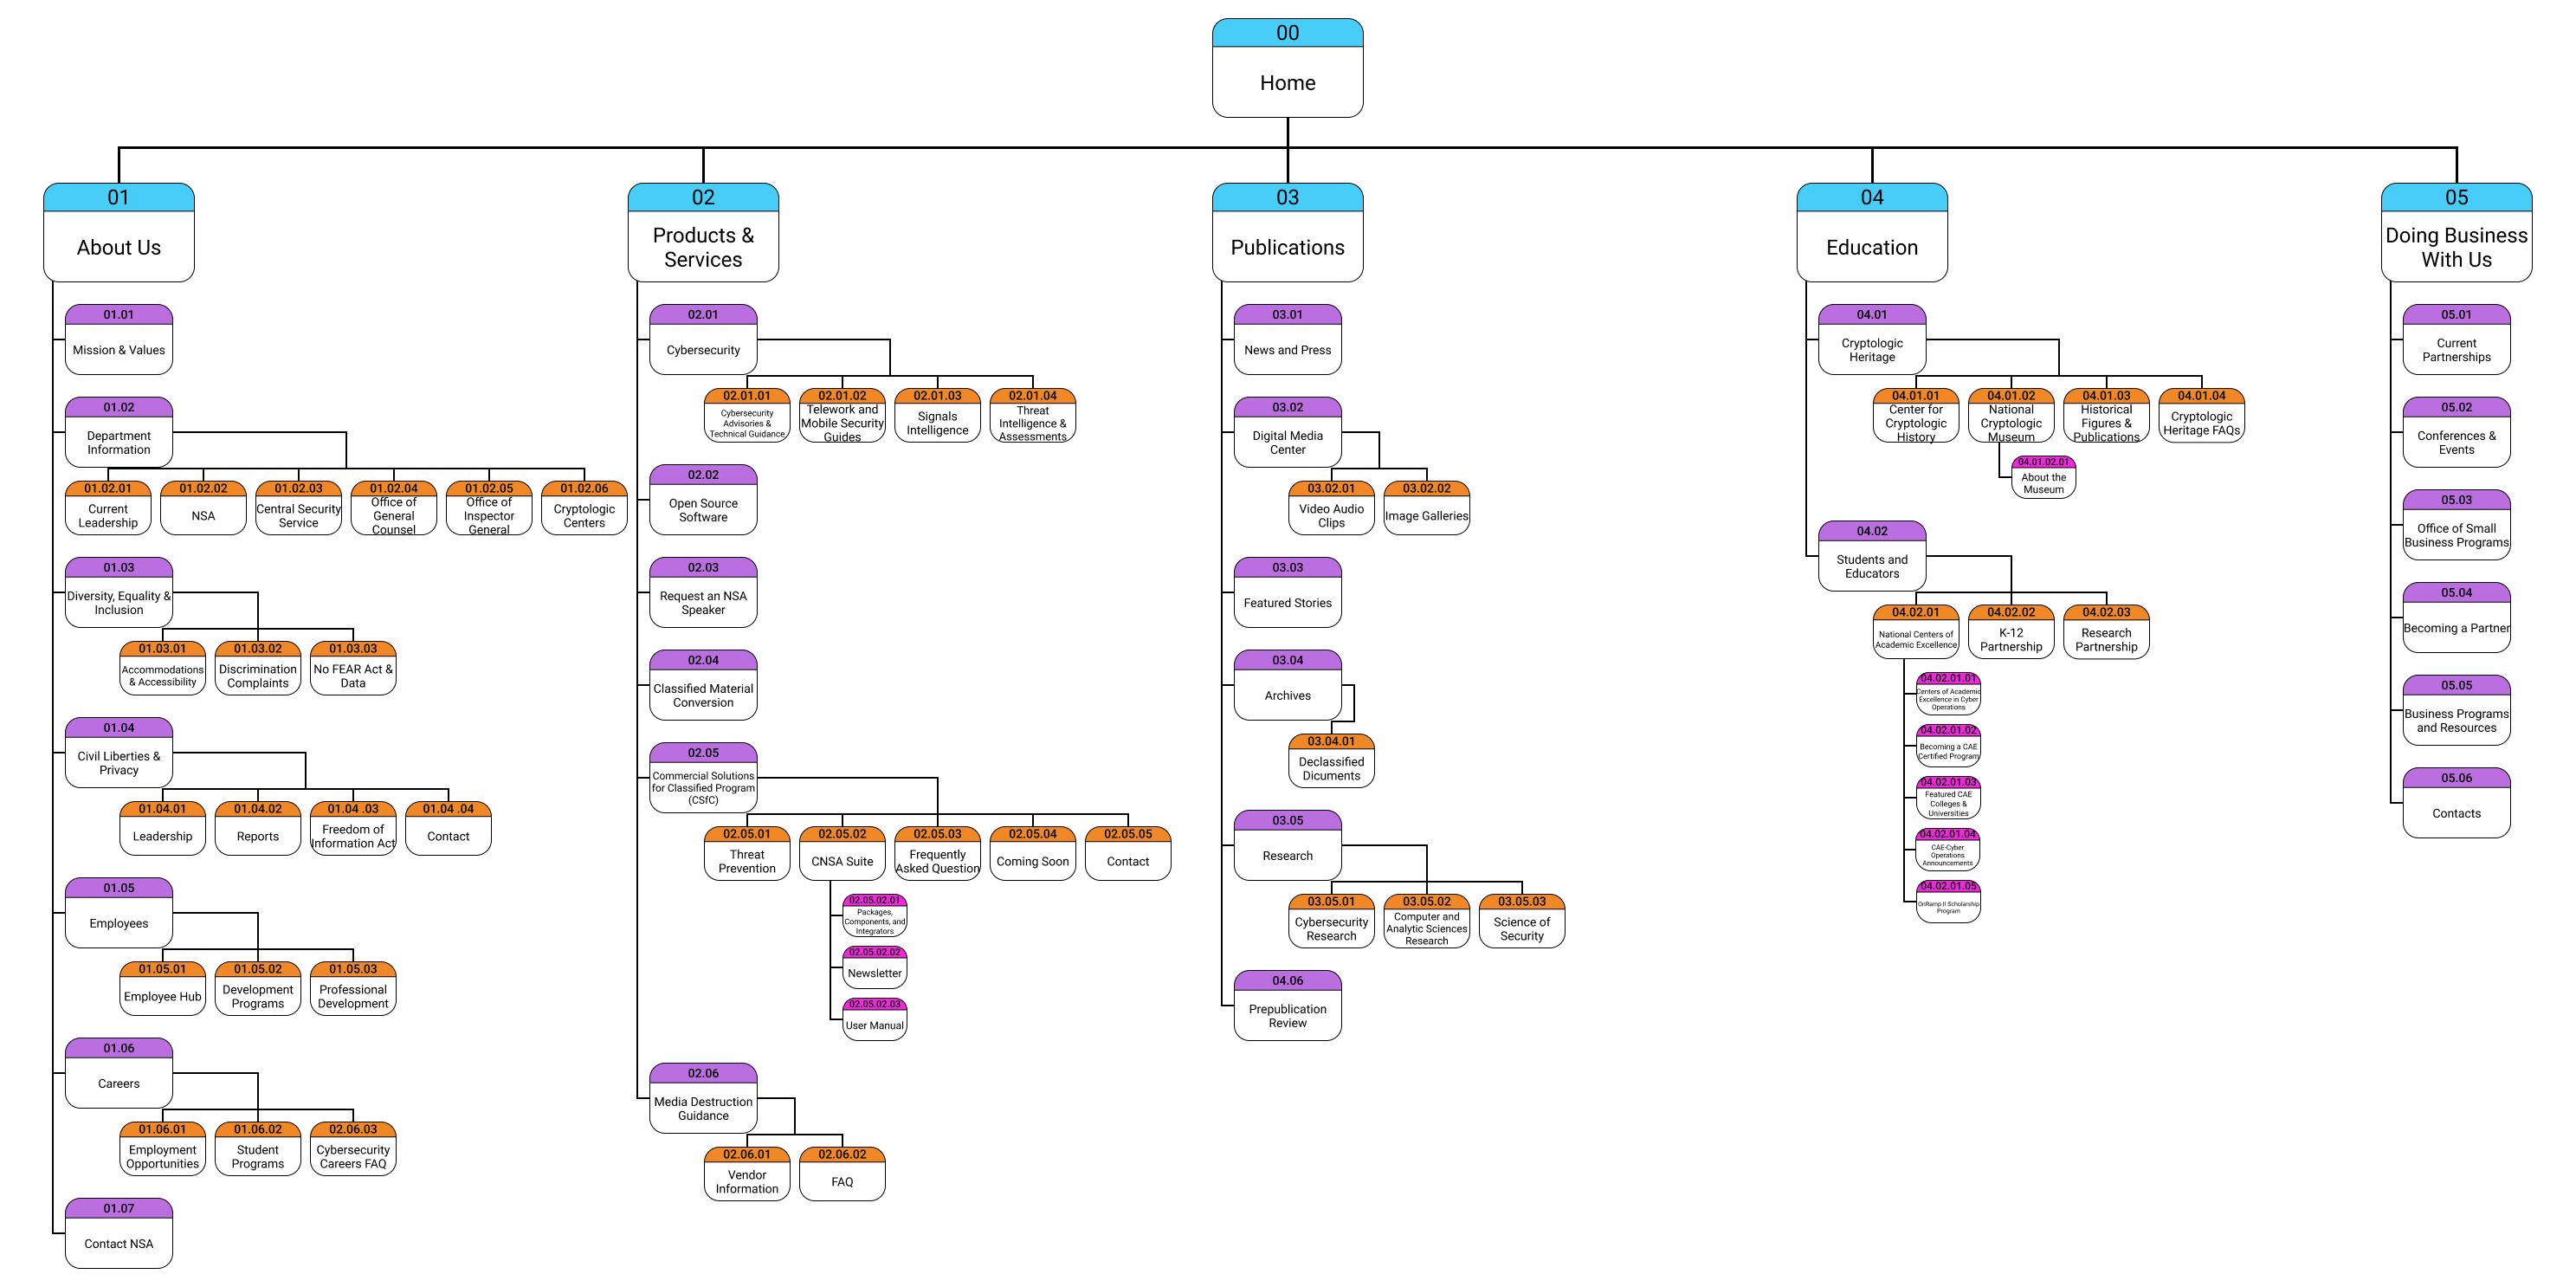 00
Home
01
About Us
01.01
Mission & Values
01.02
Department
Information
01.02.01
Current
Leadership
01.02.02
NSA
01.02.03
Central Security
Service
01.02.04
Office of
General
Counsel
01.02.05
Office of
Inspector
General
01.02.06
Cryptologic
Centers
01.03
Diversity, Equality &
Inclusion
01.03.01
Accommodations
& Accessibility
01.03.02
Discrimination
Complaints
01.03.03
No FEAR Act &
Data
01.04
Civil Liberties &
Privacy
01.04.01
Leadership
01.04.02
Reports
01.04 .03
Freedom of
Information Act
01.04 .04
Contact
01.05
Employees
01.05.01
Employee Hub
01.05.02
Development
Programs
01.05.03
Professional
Development
01.06
Careers
01.06.01
Employment
Opportunities
01.06.02
Student
Programs
02.06.03
Cybersecurity
Careers FAQ
01.07
Contact NSA
02
Products &
Services
02.01
Cybersecurity
02.01.01
Cybersecurity
Advisories &
Technical Guidance
02.01.02
Telework and
Mobile Security
Guides
02.01.03
Signals
Intelligence
02.01.04
Threat
Intelligence &
Assessments
02.02
Open Source
Software
02.03
Request an NSA
Speaker
02.04
Classified Material
Conversion
02.05
Commercial Solutions
for Classified Program
(CSfC)
02.05.01
Threat
Prevention
02.05.02
CNSA Suite
02.05.03
Frequently
Asked Question
02.05.04
Coming Soon
02.05.05
Contact
02.05.02.01
Packages,
Components, and
Integrators
02.05.02.02
Newsletter
02.05.02.03
User Manual
02.06
Media Destruction
Guidance
02.06.01
Vendor
Information
02.06.02
FAQ
03
Publications
03.01
News and Press
03.02
Digital Media
Center
03.02.01
Video Audio
Clips
03.02.02
Image Galleries
03.03
Featured Stories
03.04
Archives
03.04.01
Declassified
Dicuments
03.05
Research
03.05.01
Cybersecurity
Research
03.05.02
Computer and
Analytic Sciences
Research
03.05.03
Science of
Security
04.06
Prepublication
Review
04
Education
04.01
Cryptologic
Heritage
04.01.01
Center for
Cryptologic
History
04.01.02
National
Cryptologic
Museum
04.01.03
Historical
Figures &
Publications
04.01.04
Cryptologic
Heritage FAQs
04.01.02.01
About the
Museum
04.02
Students and
Educators
04.02.01
National Centers of
Academic Excellence
04.02.02
K-12
Partnership
04.02.03
Research
Partnership
04.02.01.01
Centers of Academic
Excellence in Cyber
Operations
04.02.01.02
Becoming a CAE
Certified Program
04.02.01.03
Featured CAE
Colleges &
Universities
04.02.01.04
CAE-Cyber
Operations
Announcements
04.02.01.05
OnRamp II Scholarship
Program
05
Doing Business
With Us
05.01
Current
Partnerships
05.02
Conferences &
Events
05.03
Office of Small
Business Programs
05.04
Becoming a Partner
05.05
Business Programs
and Resources
05.06
Contacts